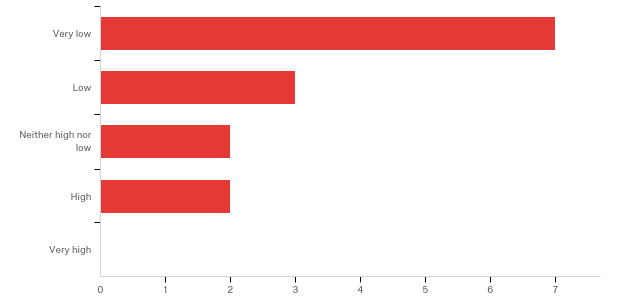 Very low
Low
Neither high nor
low
High
Very high
0 1 2 3 4 5 6 7